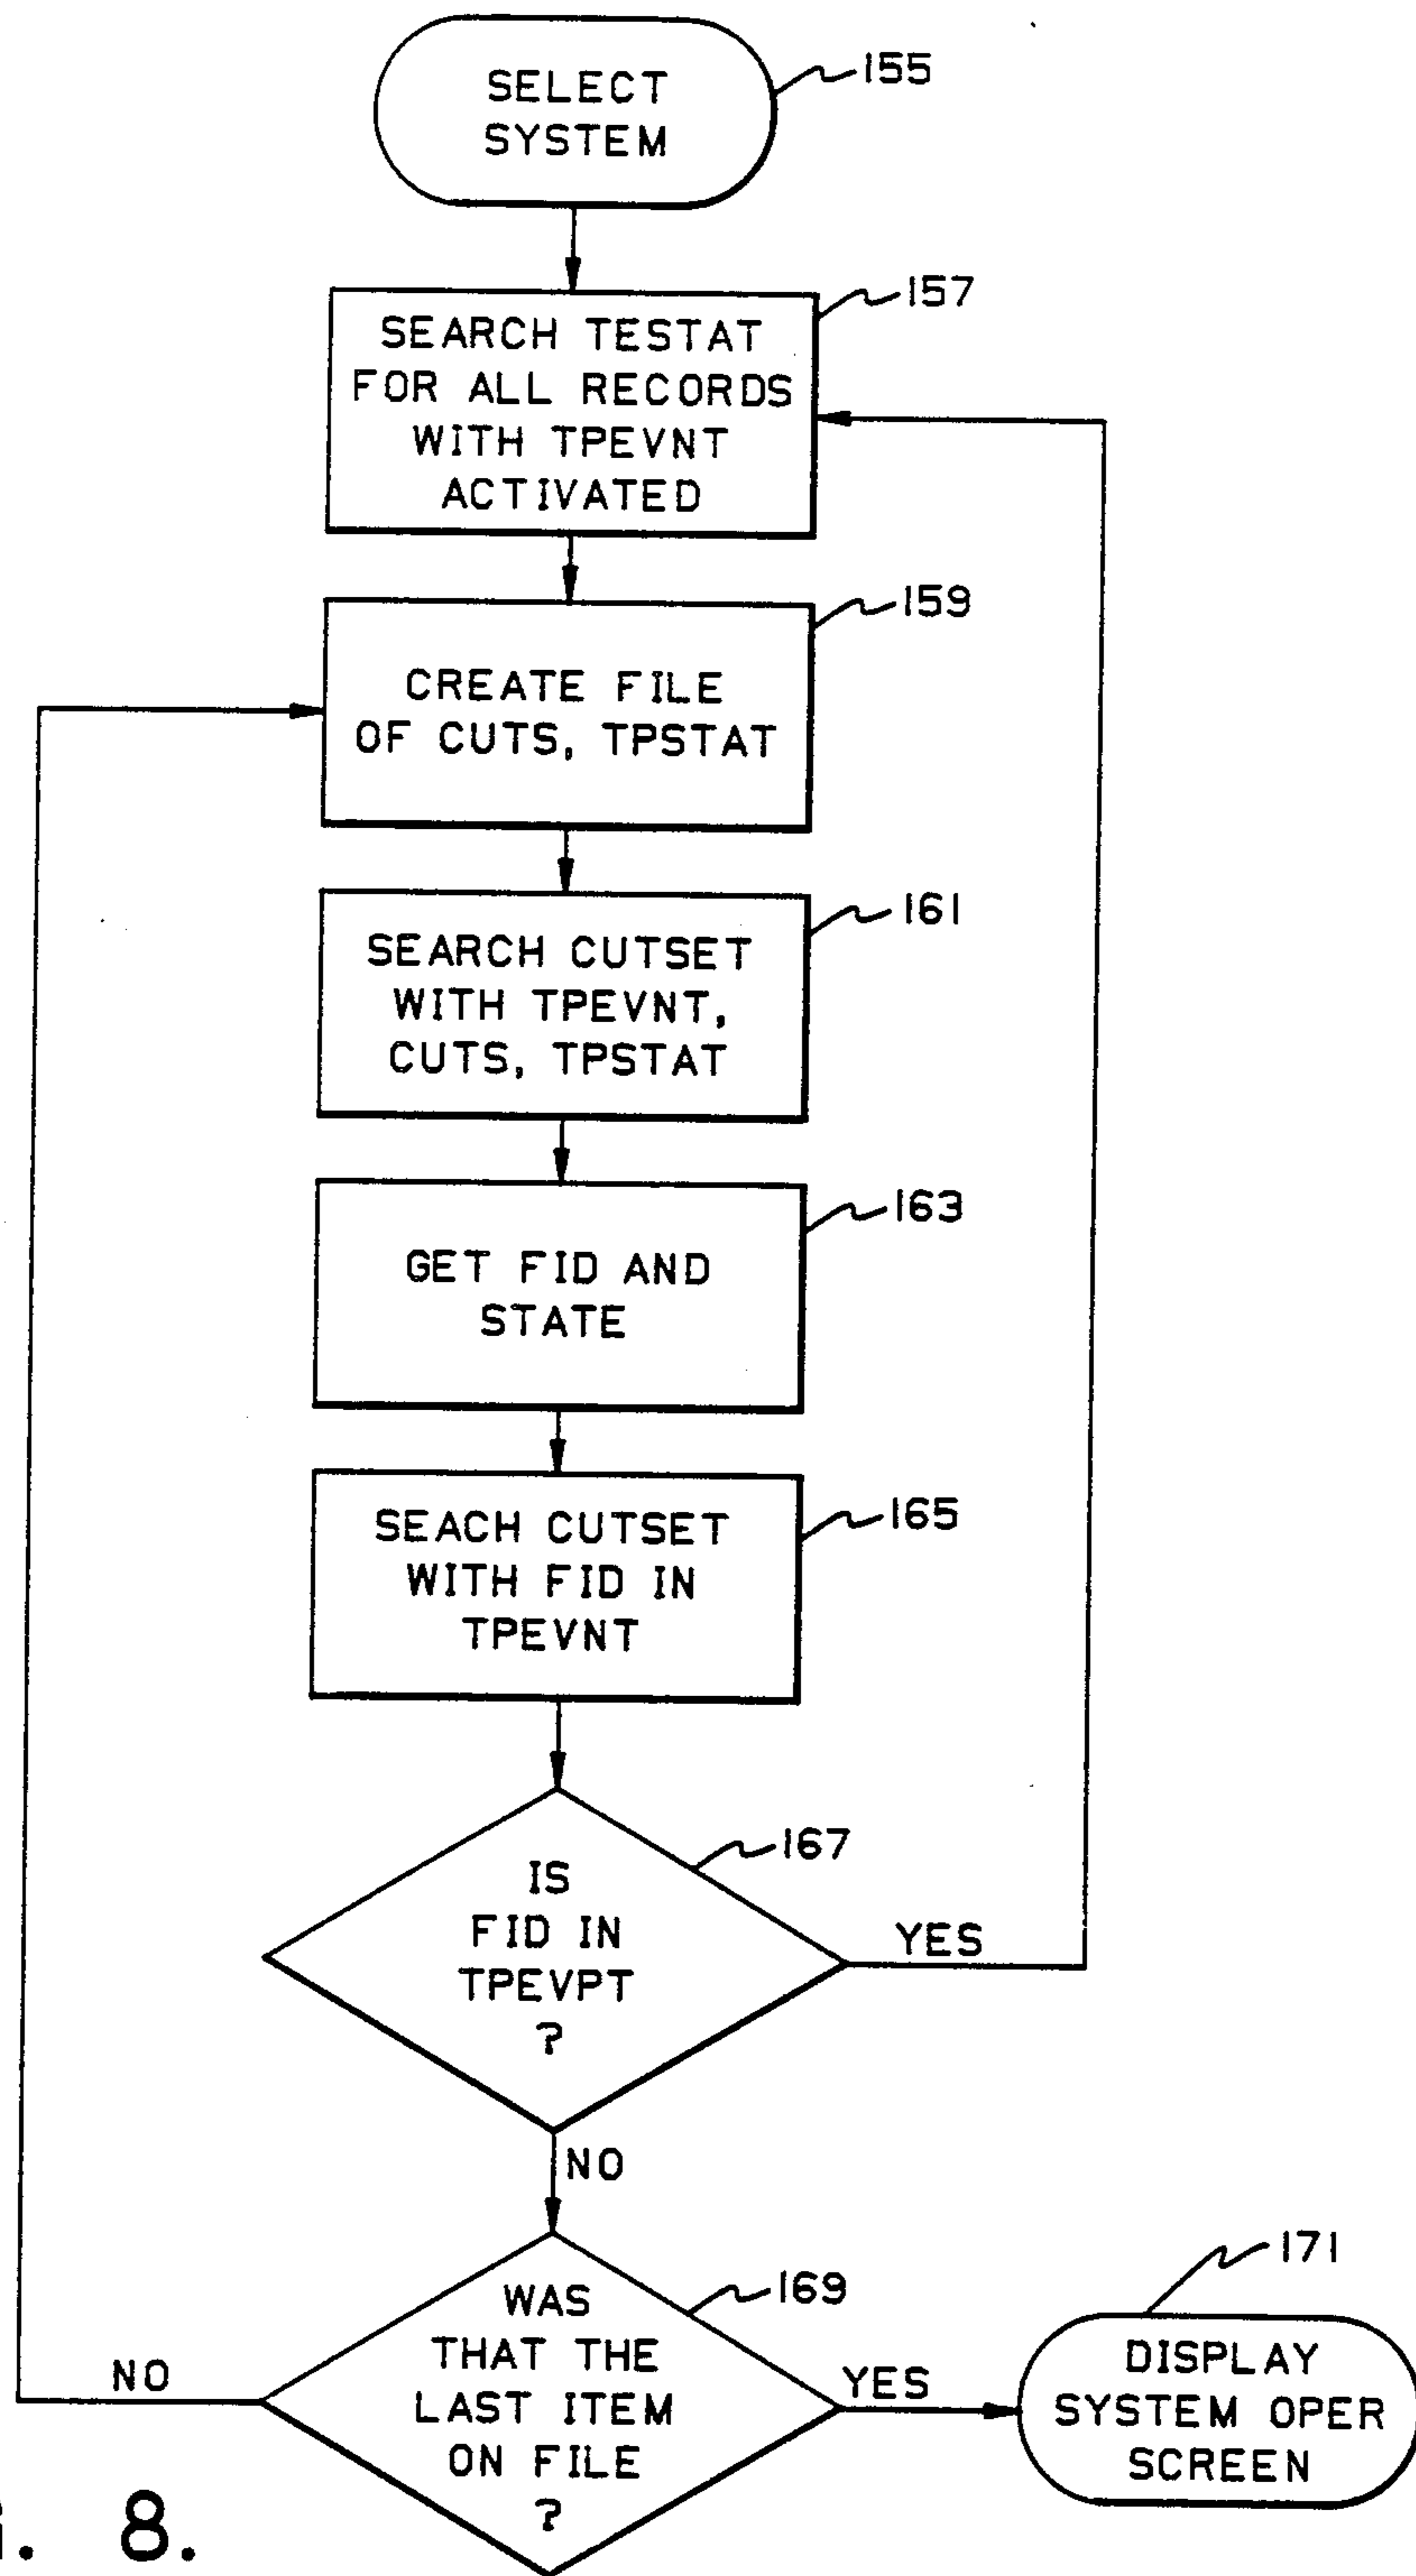 SELECT
SYSTEM
155
157
SEARCH TESTAT
FOR ALL RECORDS
WITH TPEVNT
ACTIVATED
159
CREATE FILE
OF CUTS, TPSTAT
161
SEARCH CUTSET
WITH TPEVNT,
CUTS, TPSTAT
163
GET FID AND
STATE
165
SEACH CUTSET
WITH FID IN
TPEVNT
167
IS
FID IN
TPEVPT
?
YES
NO
169
WAS
THAT THE
LAST ITEM
ON FILE
?
NO
YES
171
DISPLAY
SYSTEM OPER
SCREEN
8.